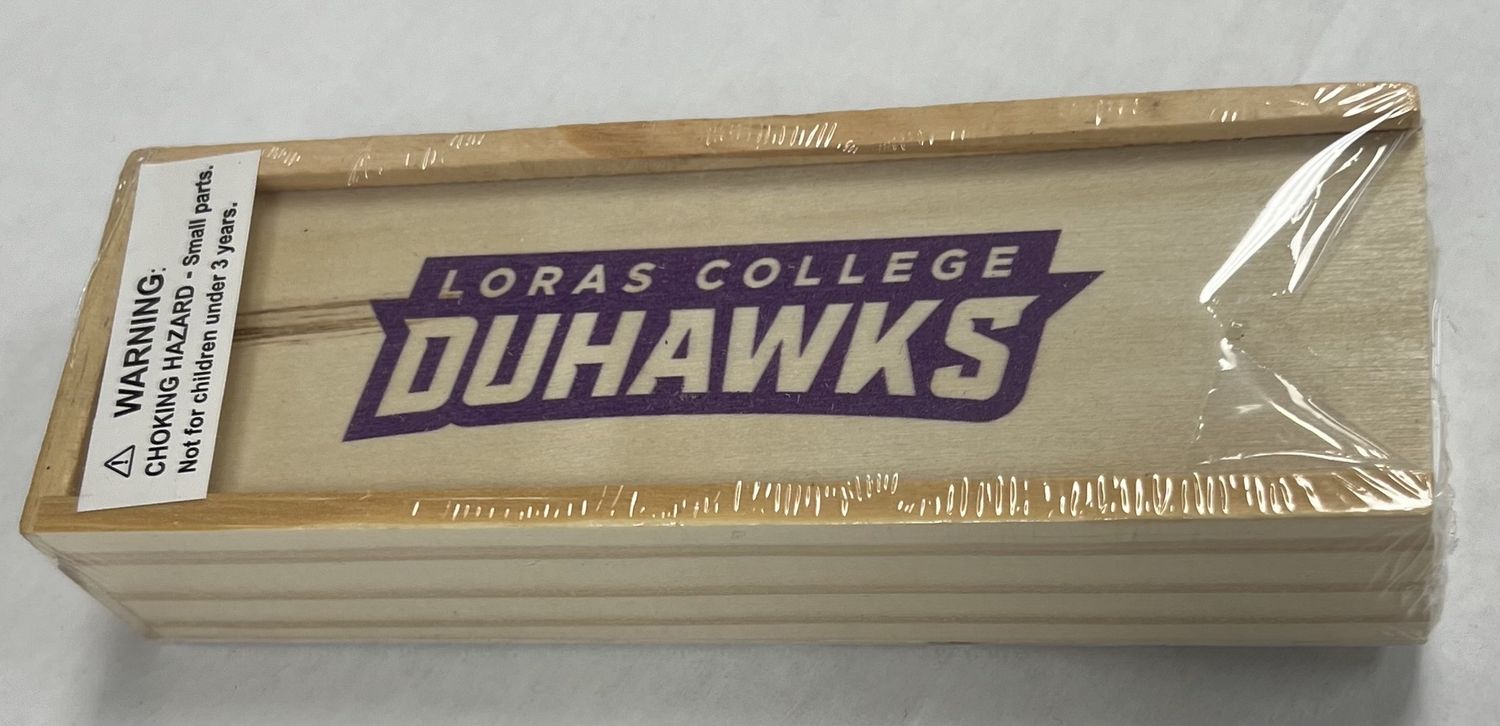 LORAS COLLEGE
DUHAWKS
⚠ WARNING:
CHOKING HAZARD - Small parts.
Not for children under 3 years.